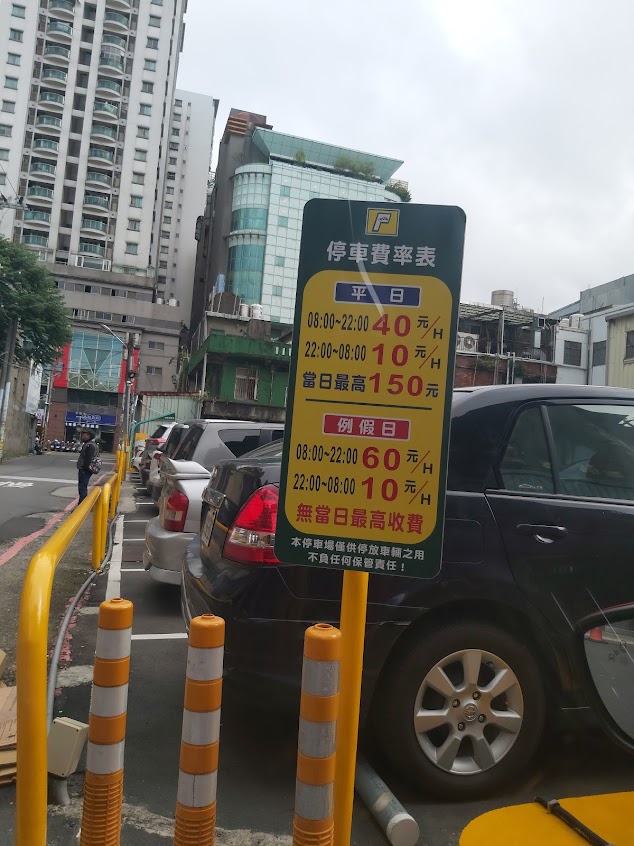 停車費率表
平 日
08:00~22:00 40元/H
22:00~08:00 10元/H
當日最高150元
例假日
08:00~22:00 60元/H
22:00~08:00 10元/H
無當日最高收費
本停車場僅供停放車輛之用
不負任何保管責任！